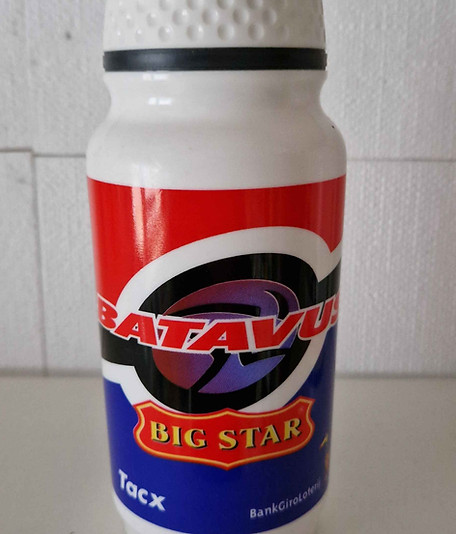 BATAVUS
BIG STAR
Tacx
BankGiroLoterij